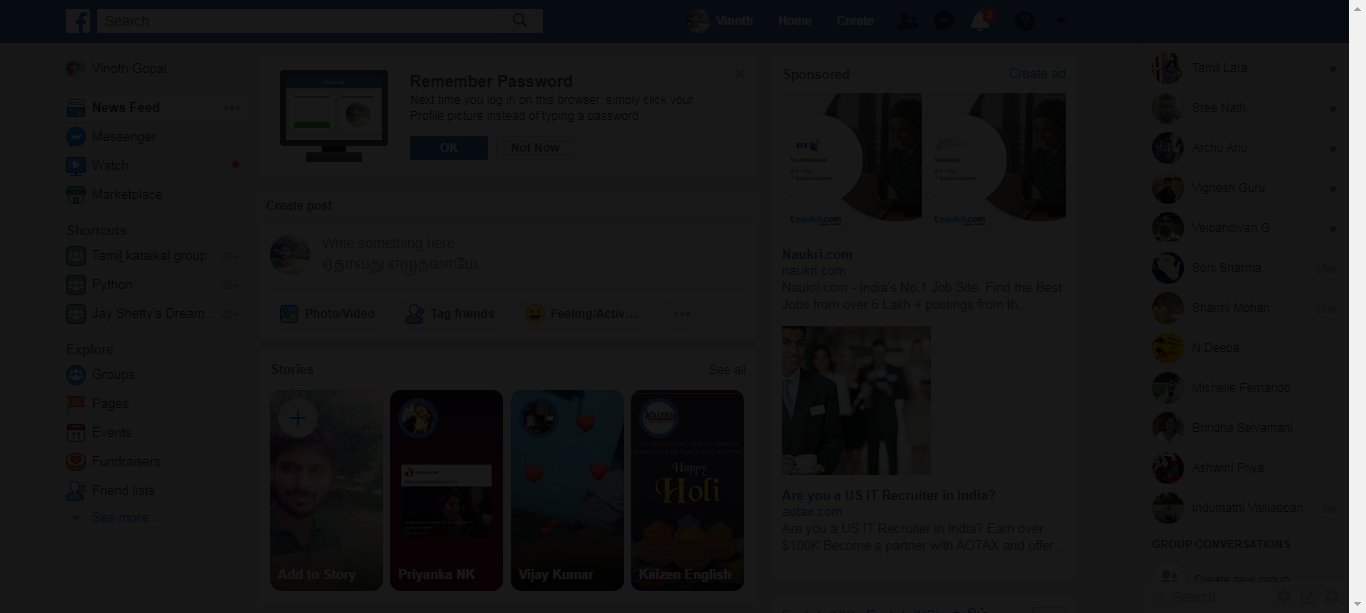 Search
Vinoth
Home
Create
2
Vinoth Gopal
News Feed
Messenger
Watch
Marketplace
Shortcuts
Tamil kataikal group 20+
Python 20+
Jay Shetty's Dream... 20+
Explore
Groups
Pages
Events
Fundraisers
Friend lists
See more...
Remember Password
Next time you log in on this browser, simply click your
Profile picture instead of typing a password.
OK
Not Now
Create post
Write something here...
ஏதாவது எழுதலாமே...
Photo/Video
Tag friends
Feeling/Activ...
Stories
See all
Add to Story
Priyanka NK
Vijay Kumar
Kaizen English
KAIZEN
Happy
Holi
Sponsored
Create ad
BT
naukri.com
naukri.com
Naukri.com
naukri.com
Naukri.com - India's No.1 Job Site. Find the Best
Jobs from over 6 Lakh + postings from th...
Are you a US IT Recruiter in India?
aotax.com
Are you a US IT Recruiter in India? Earn over
$100K Become a partner with AOTAX and offer...
Tamil Lara
Sree Nath
Archu Anu
Vignesh Guru
Velpandiyan G
Soni Sharma
Sharmi Mohan
N Deepa
Michelle Fernando
Brindha Selvamani
Ashwini Priya
Indumathi Valliappan
GROUP CONVERSATIONS
Create new group
Search